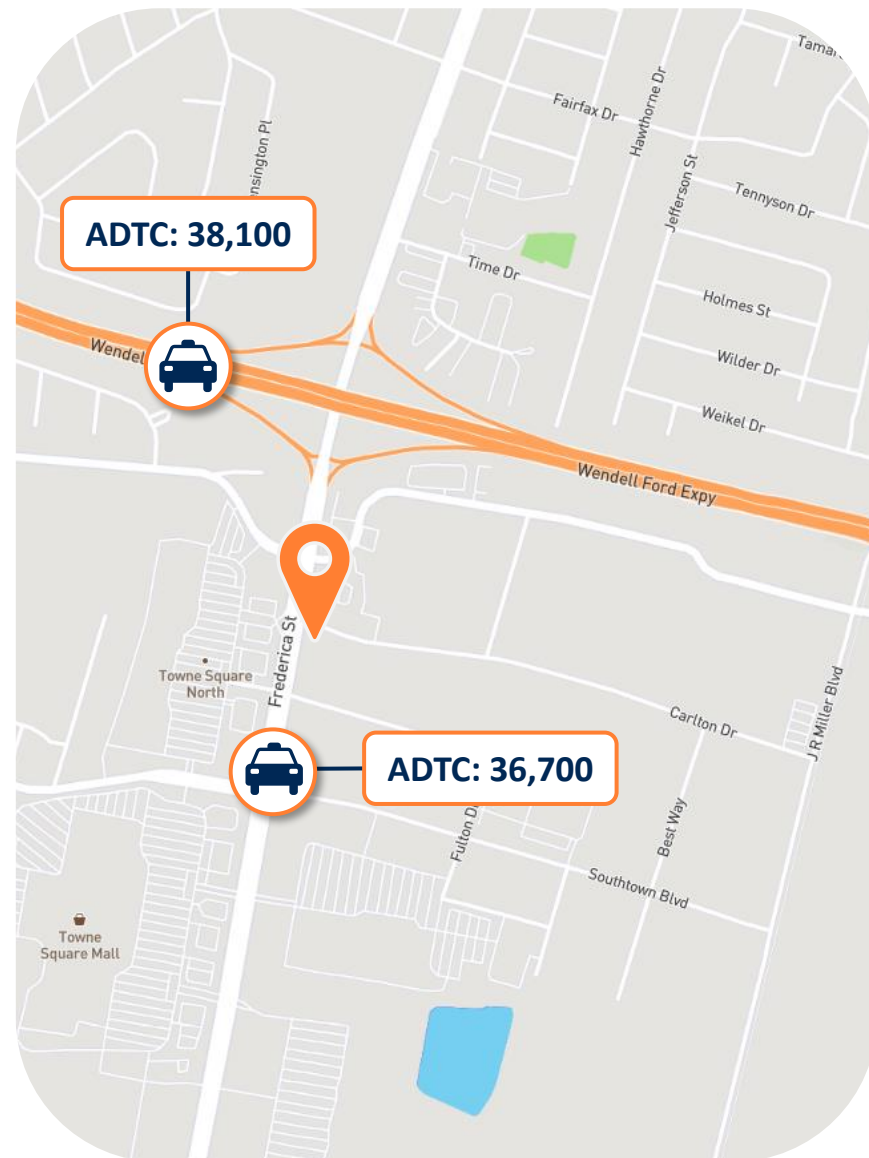 Tamar
Fairfax Dr
Hawthorne Dr
nsington Pl
Jefferson St
Tennyson Dr
ADTC: 38,100
Time Dr
Holmes St
Wendel
Wilder Dr
Weikel Dr
Wendell Ford Expy
Frederica St
Towne Square
North
Carlton Dr
J R Miller Blvd
ADTC: 36,700
Fulton Dr
Best Way
Southtown Blvd
Towne
Square Mall